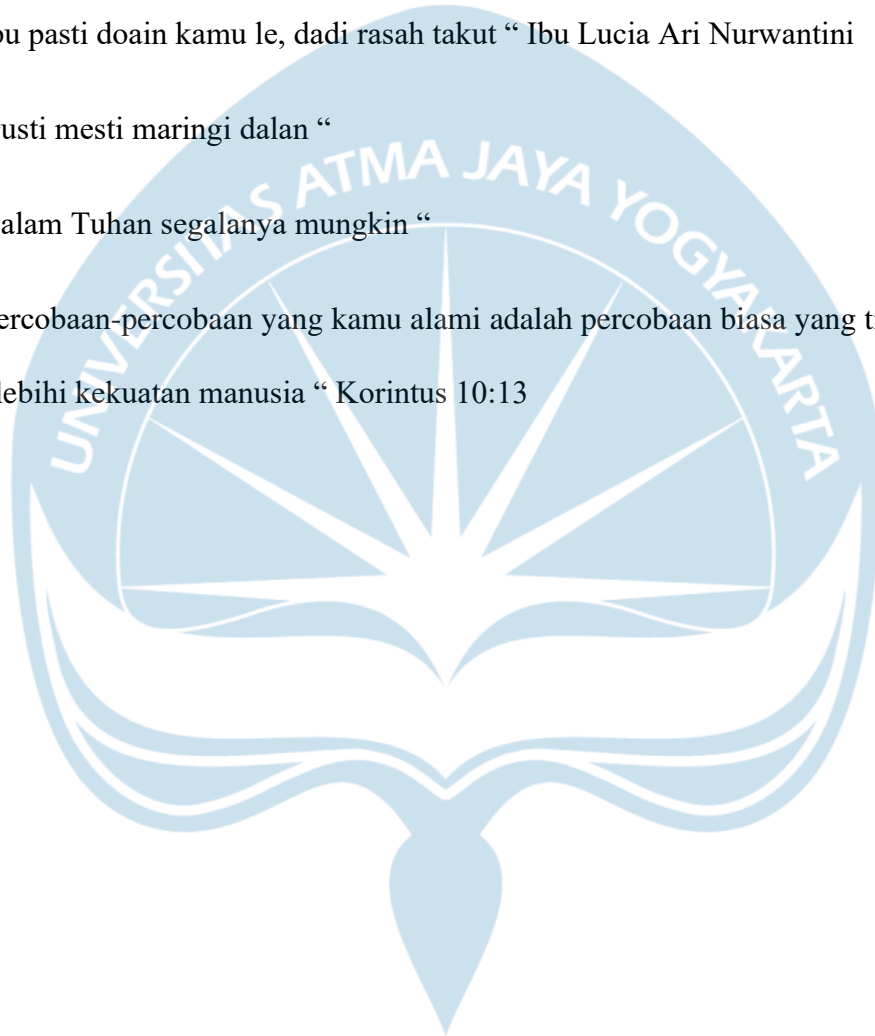 bu pasti doain kamu le, dadi rasah takut “ Ibu Lucia Ari Nurwantini
usti mesti maringi dalan “
alam Tuhan segalanya mungkin “
ercobaan-percobaan yang kamu alami adalah percobaan biasa yang
lebihi kekuatan manusia “ Korintus 10:13
UNIVERSITAS ATMA JAYA YOGYAKARTA